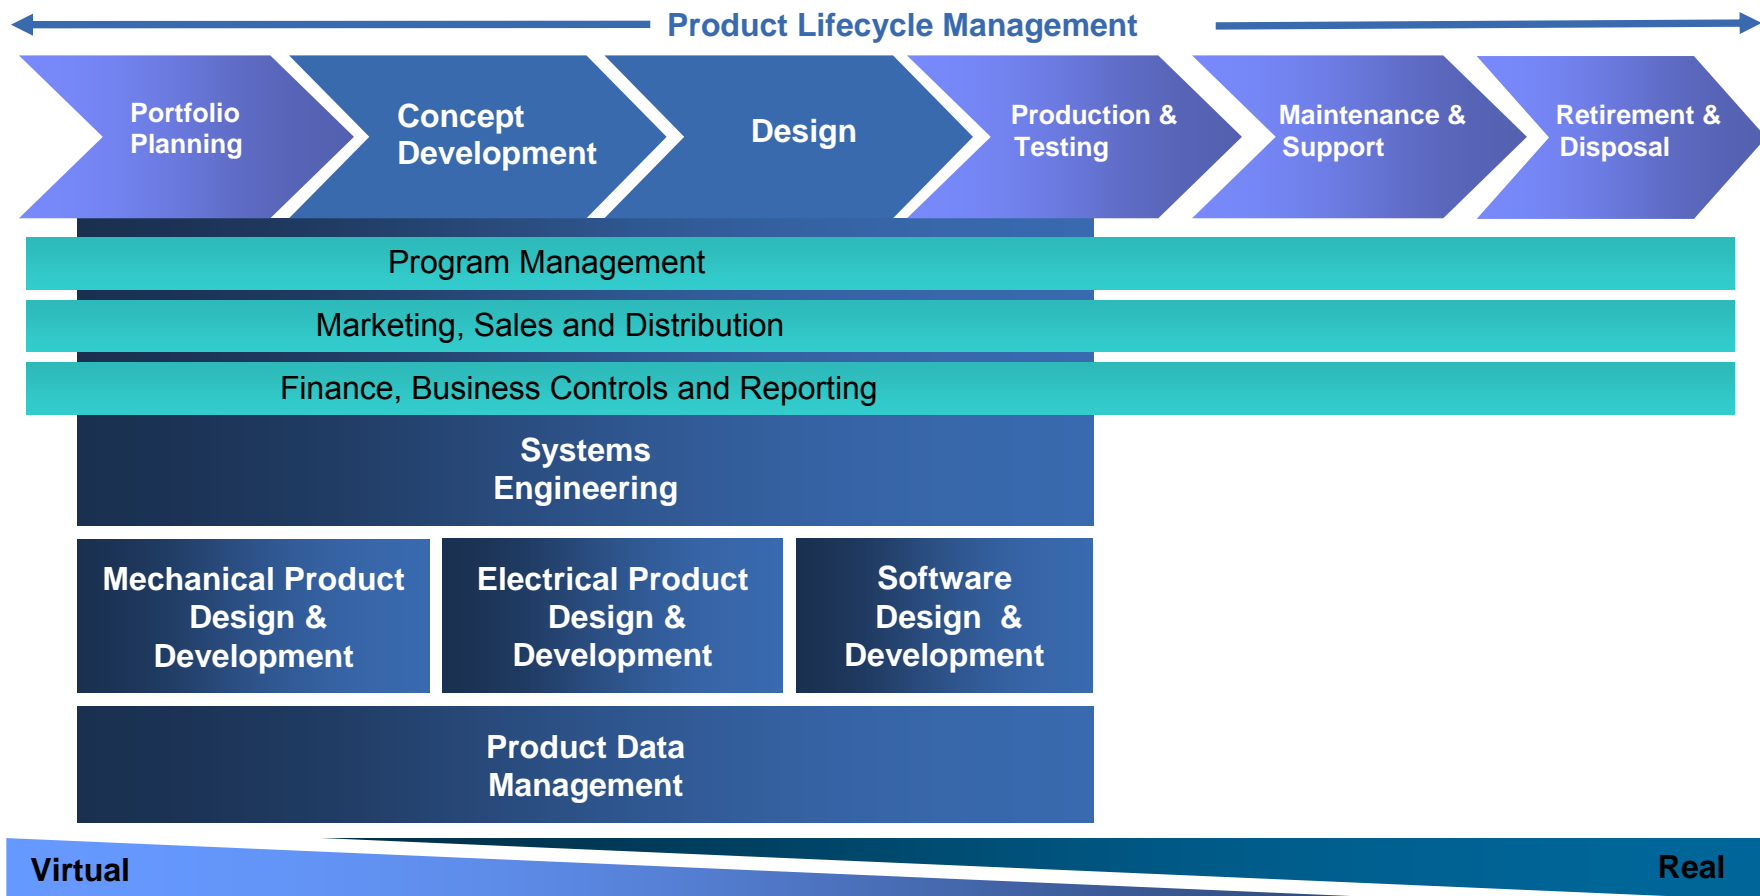 Product Lifecycle Management
Portfolio
Planning
Concept
Development
Design
Production &
Testing
Maintenance &
Support
Retirement &
Disposal
Program Management
Marketing, Sales and Distribution
Finance, Business Controls and Reporting
Systems
Engineering
Mechanical Product
Design &
Development
Electrical Product
Design &
Development
Software
Design &
Development
Product Data
Management
Virtual
Real